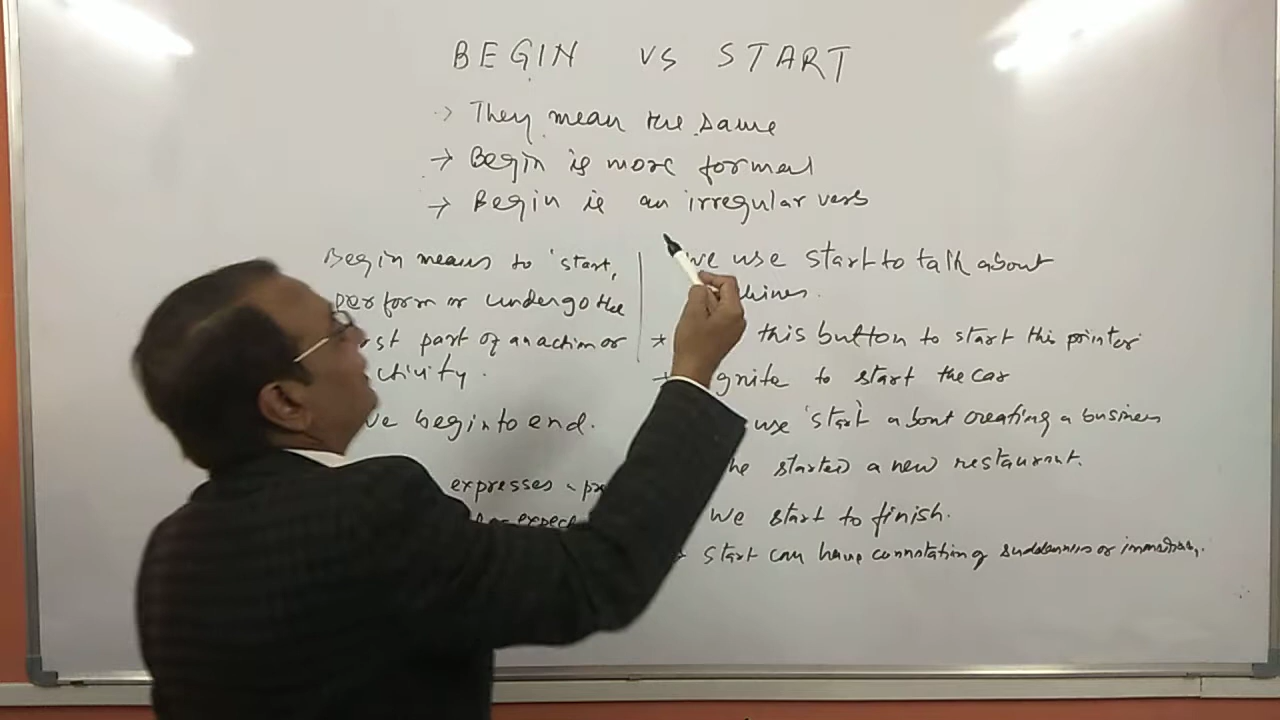 BEGIN VS START
> They mean the same
→ Begin is more formal
→ Begin is an irregular verb
Begin means to 'start,
perform or undergo the
part of an action or
We begin to end.
expresses a
expec
We use start to talk about
* this button to start this printer
* to start the car
use 'start' about creating a business
started a new restaurant.
We start to finish.
start can have connotation of suddenness or